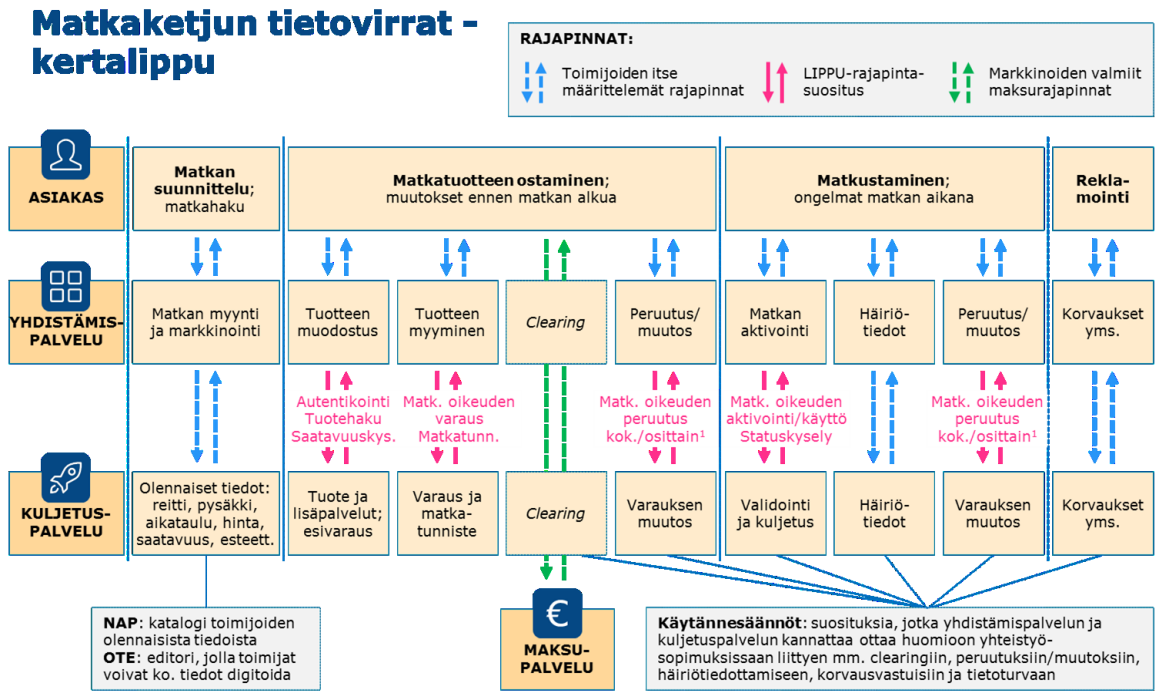 Matkaketjun tietovirrat -
kertalippu
RAJAPINNAT:
Toimijoiden itse
määrittelemät rajapinnat
LIPPU-rajapinta-
suositus
Markkinoiden valmiit
maksurajapinnat
ASIAKAS
Matkan
suunnittelu;
matkahaku
Matkatuotteen ostaminen;
muutokset ennen matkan alkua
Matkustaminen;
ongelmat matkan aikana
Rekla-
mointi
YHDISTÄMIS-
PALVELU
Matkan myynti
ja markkinointi
Tuotteen
muodostus
Tuotteen
myyminen
Clearing
Peruutus/
muutos
Matkan
aktivointi
Häiriö-
tiedot
Peruutus/
muutos
Korvaukset
yms.
Autentikointi
Tuotehaku
Saatavuuskys.
Matk. oikeuden
varaus
Matkatunn.
Matk. oikeuden
peruutus
kok./osittain¹
Matk. oikeuden
aktivointi/käyttö
Statuskysely
Matk. oikeuden
peruutus
kok./osittain¹
KULJETUS-
PALVELU
Olennaiset tiedot:
reitti, pysäkki,
aikataulu, hinta,
saatavuus, esteett.
Tuote ja
lisäpalvelut;
esivaraus
Varaus ja
matka-
tunniste
Clearing
Varauksen
muutos
Validointi
ja kuljetus
Häiriö-
tiedot
Varauksen
muutos
Korvaukset
yms.
NAP: katalogi toimijoiden
olennaisista tiedoista
OTE: editori, jolla toimijat
voivat ko. tiedot digitoida
€
MAKSU-
PALVELU
Käytännesäännöt: suosituksia, jotka yhdistämispalvelun ja
kuljetuspalvelun kannattaa ottaa huomioon yhteistyö-
sopimuksissaan liittyen mm. clearingiin, peruutuksiin/muutoksiin,
häiriötiedottamiseen, korvausvastuisiin ja tietoturvaan